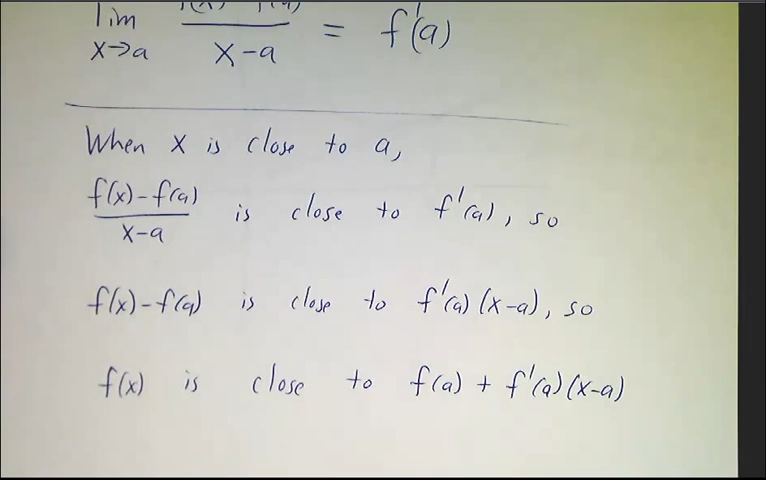 lim f(x)-f(a) / x-a = f'(a)
x→a
When x is close to a,
f(x)-f(a) / x-a is close to f'(a), so
f(x)-f(a) is close to f'(a)(x-a), so
f(x) is close to f(a) + f'(a)(x-a)